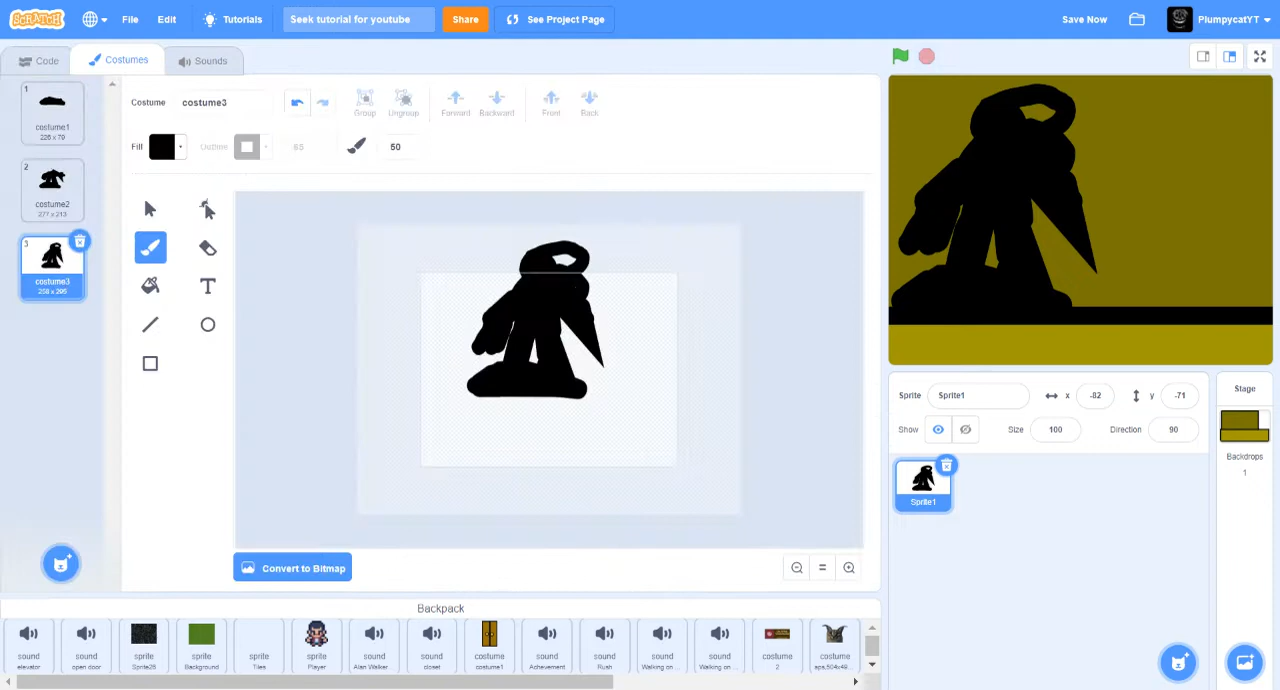 SCRATCH File Edit Tutorials Seek tutorial for youtube Share See Project Page Save Now PlumpycatYT
Code Costumes Sounds
1
costume1
226 x 79
2
costume2
277 x 213
3
costume3
258 x 295
Costume costume3
Group Ungroup Forward Backward Front Back
Fill Outline 65 50
T
Convert to Bitmap
Sprite Sprite1 x -82 y -71
Show Size 100 Direction 90
Sprite1
Stage
Backdrops
1
Backpack
sound sound sprite sprite sprite sprite sound sound costume sound sound sound sound costume costume
elevator open door Sprite26 Background Tiles Player Alan Walker closet costume1 Achievement Rush Walking on ... Walking on ... 2